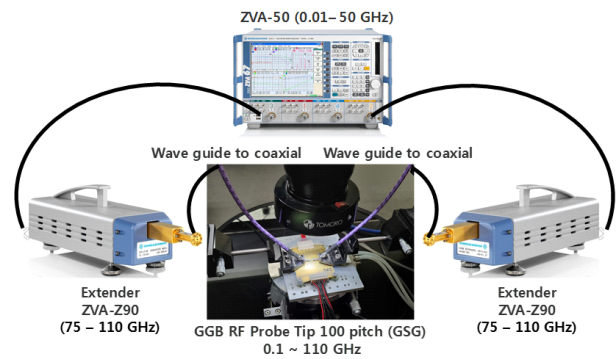 ZVA-50 (0.01– 50 GHz)
Wave guide to coaxial Wave guide to coaxial
TOMORO
Extender
ZVA-Z90
(75 – 110 GHz)
GGB RF Probe Tip 100 pitch (GSG)
0.1 ~ 110 GHz
Extender
ZVA-Z90
(75 – 110 GHz)